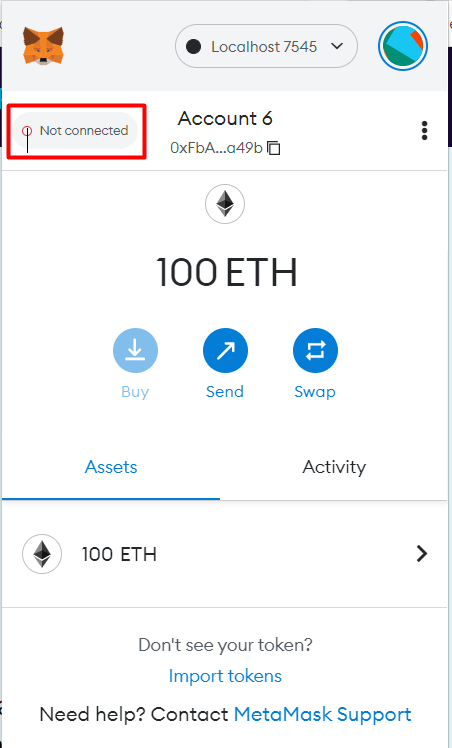 Localhost 7545
Not connected
Account 6
0xFbA...a49b
100 ETH
Buy
Send
Swap
Assets
Activity
100 ETH
Don't see your token?
Import tokens
Need help? Contact MetaMask Support